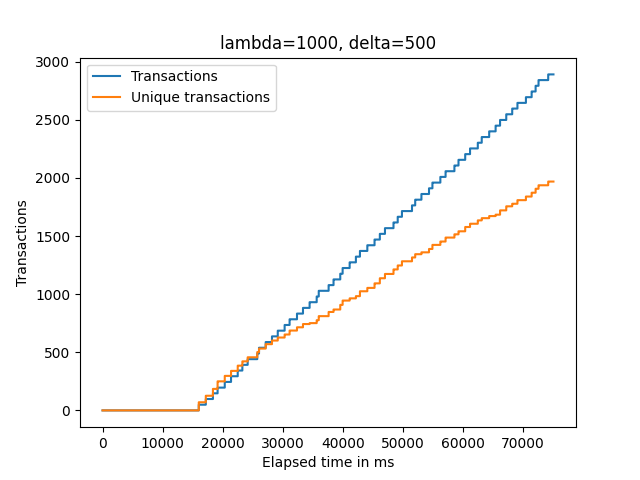 lambda=1000, delta=500
Transactions
Unique transactions
3000
2500
2000
1500
1000
500
0
Transactions
0 10000 20000 30000 40000 50000 60000 70000
Elapsed time in ms